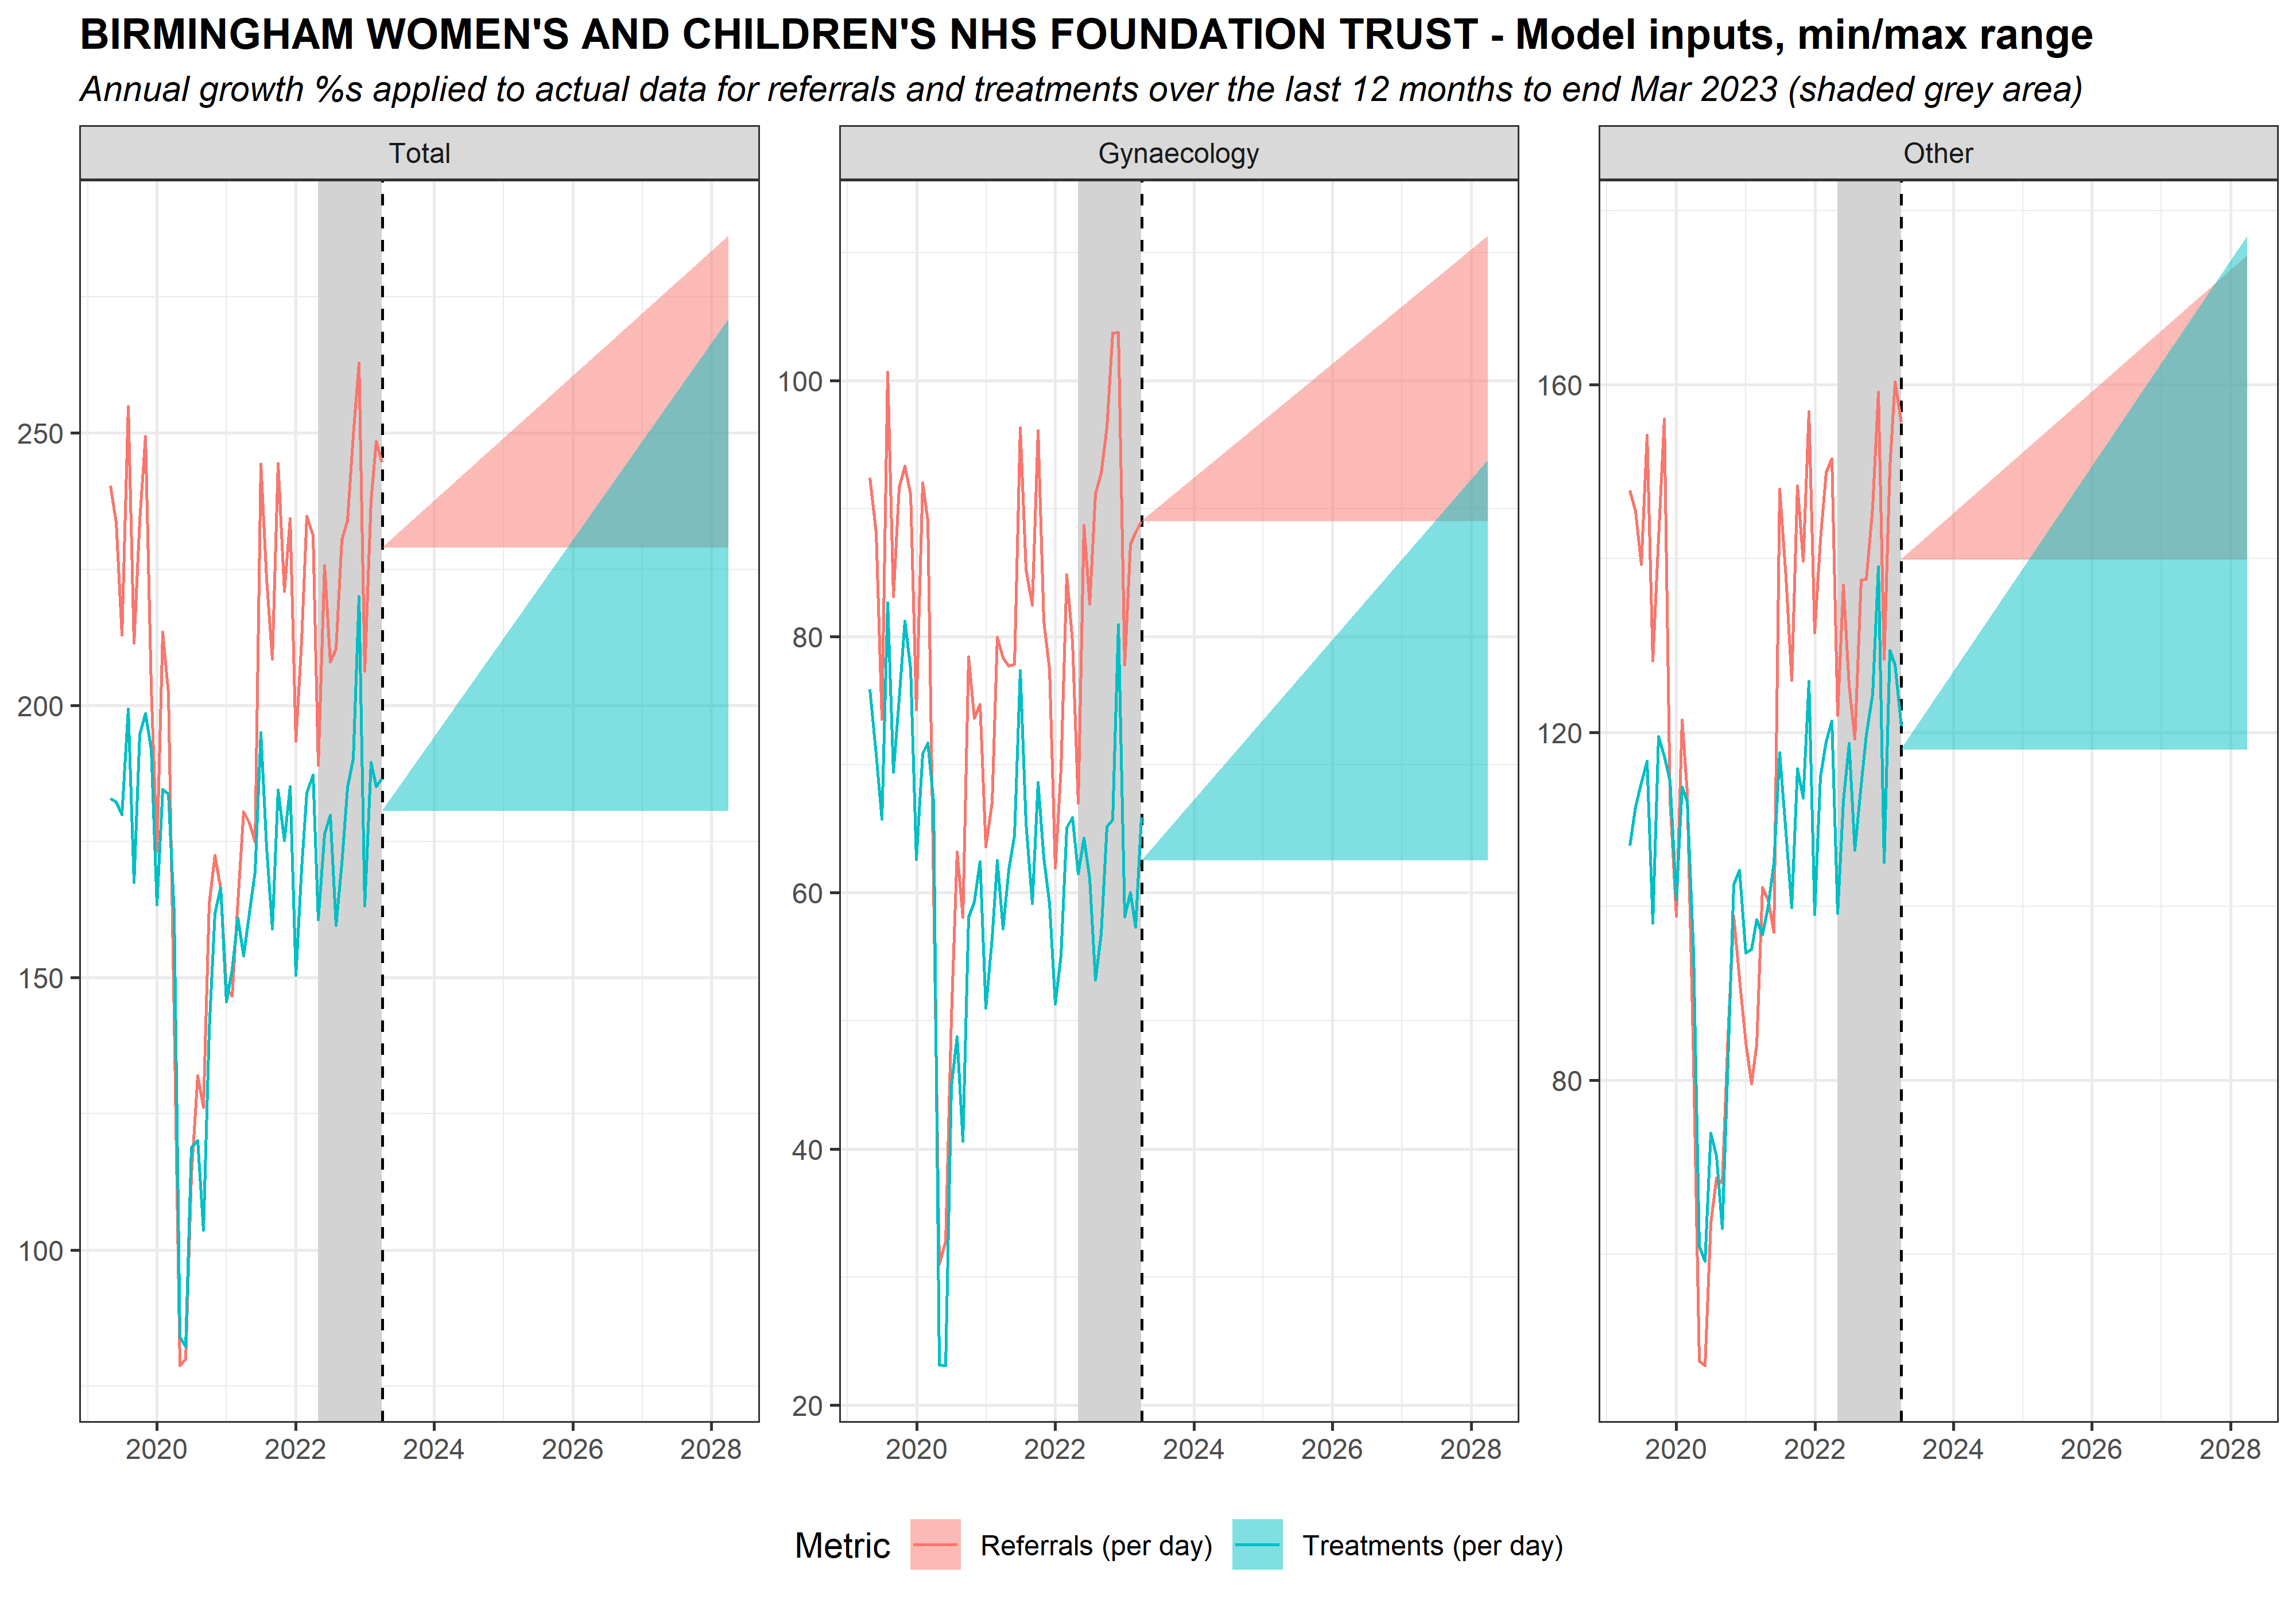 BIRMINGHAM WOMEN'S AND CHILDREN'S NHS FOUNDATION TRUST - Model inputs, min/max range
Annual growth %s applied to actual data for referrals and treatments over the last 12 months to end Mar 2023 (shaded grey area)
Total
Gynaecology
Other
250
200
150
100
100
80
60
40
20
160
120
80
2020 2022 2024 2026 2028
2020 2022 2024 2026 2028
2020 2022 2024 2026 2028
Metric Referrals (per day) Treatments (per day)